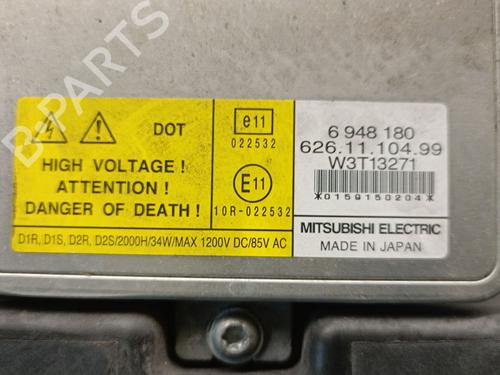 B-PARTS
DOT
HIGH VOLTAGE !
ATTENTION !
DANGER OF DEATH !
D1R, D1S, D2R, D2S/2000H/34W/MAX 1200V DC/85V AC
e11
022532
E11
10R-022532
6 948 180
626.11.104.99
W3T13271
*0159150204*
MITSUBISHI ELECTRIC
MADE IN JAPAN